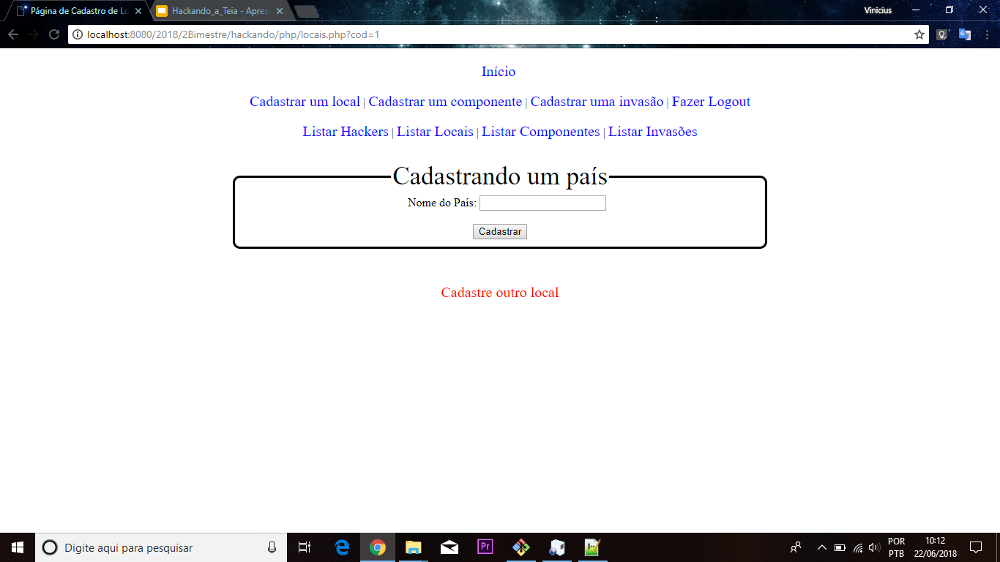 Página de Cadastro de Lo
Hackando_a_Teia - Apres
Vinicius
localhost:8080/2018/2Bimestre/hackando/php/locais.php?cod=1
Início
Cadastrar um local | Cadastrar um componente | Cadastrar uma invasão | Fazer Logout
Listar Hackers | Listar Locais | Listar Componentes | Listar Invasões
Cadastrando um país
Nome do País:
Cadastrar
Cadastre outro local
Digite aqui para pesquisar
Pr
POR
PTB
10:12
22/06/2018